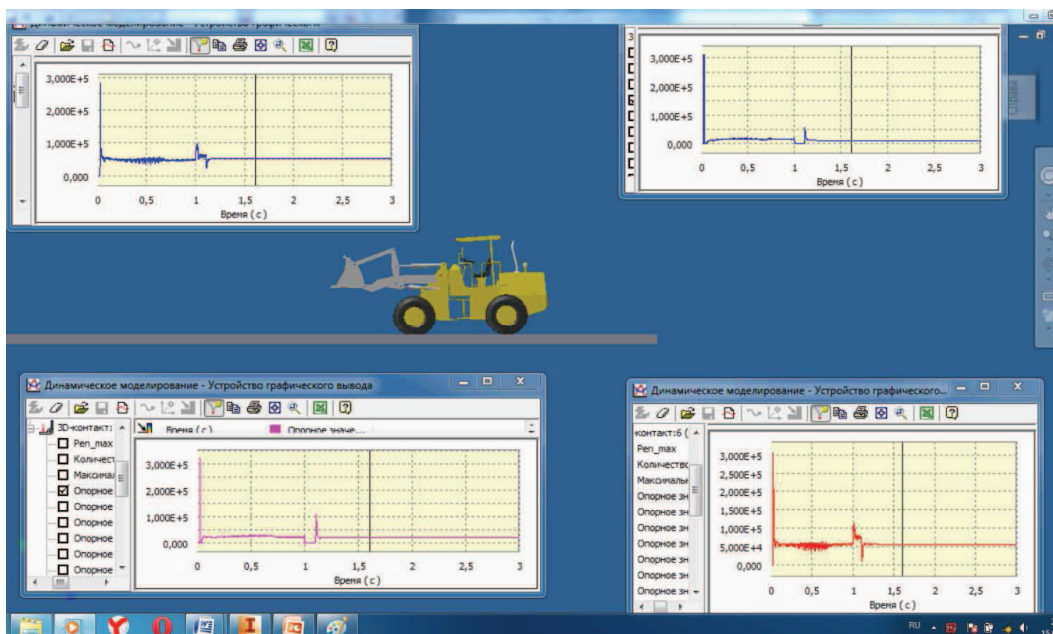 Динамическое моделирование - Устройство графическог...
3,000E+5
2,000E+5
1,000E+5
0,000
0 0,5 1 1,5 2 2,5 3
Время ( с )
3,000E+5
2,000E+5
1,000E+5
0,000
0 0,5 1 1,5 2 2,5 3
Время ( с )
Спереди
Динамическое моделирование - Устройство графического вывода
3D-контакт:
Pen_max
Количест
Максимал
Опорное
Опорное
Опорное
Опорное
Опорное
Опорное
Время ( с ) Опорное значе...
3,000E+5
2,000E+5
1,000E+5
0,000
0 0,5 1 1,5 2 2,5 3
Время ( с )
Динамическое моделирование - Устройство графического...
контакт:6 (
Pen_max
Количество
Максимальн
Опорное зн
Опорное зн
Опорное зн
Опорное зн
Опорное зн
Опорное зн
Опорное зн
3,000E+5
2,500E+5
2,000E+5
1,500E+5
1,000E+5
5,000E+4
0,000
0 0,5 1 1,5 2 2,5 3
Время ( с )
RU